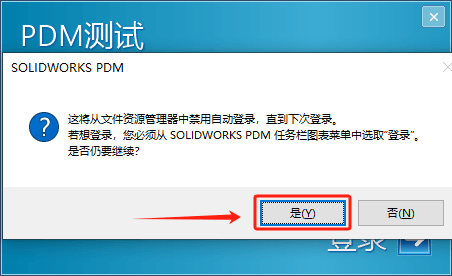 PDM测试
SOLIDWORKS PDM
这将从文件资源管理器中禁用自动登录，直到下次登录。
若想登录，您必须从 SOLIDWORKS PDM 任务栏图表菜单中选取“登录”。
是否仍要继续？
是(Y)
否(N)
登录